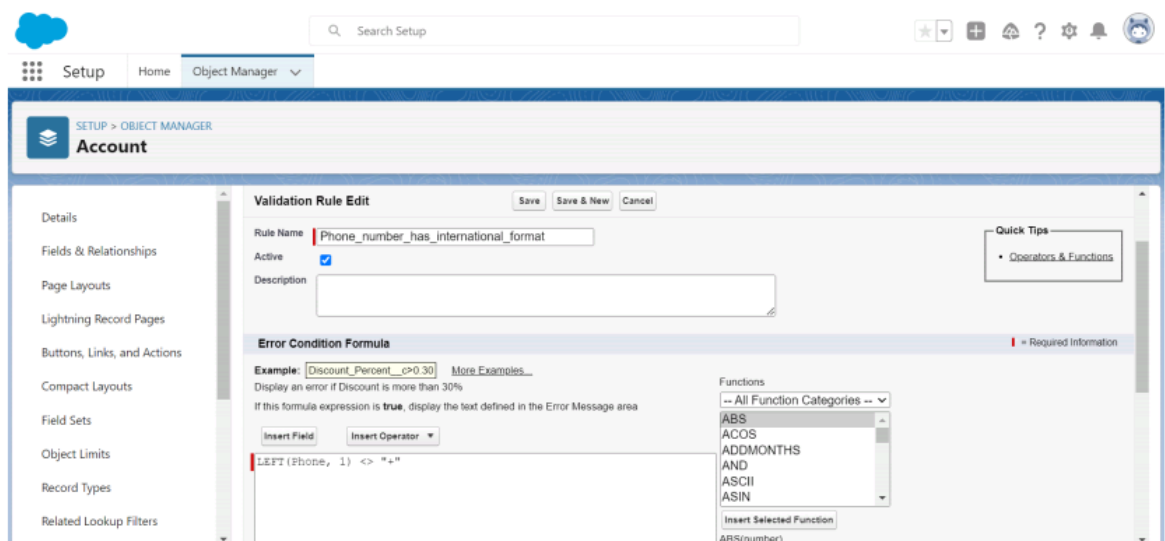 Search Setup
Setup
Home
Object Manager
SETUP > OBJECT MANAGER
Account
Details
Fields & Relationships
Page Layouts
Lightning Record Pages
Buttons, Links, and Actions
Compact Layouts
Field Sets
Object Limits
Record Types
Related Lookup Filters
Validation Rule Edit
Save
Save & New
Cancel
Rule Name
Phone_number_has_international_format
Active
Description
Quick Tips
• Operators & Functions
Error Condition Formula
= Required Information
Example: Discount_Percent__c>0.30 More Examples...
Display an error if Discount is more than 30%
If this formula expression is true, display the text defined in the Error Message area
Insert Field
Insert Operator
LEFT(Phone, 1) <> "+"
Functions
-- All Function Categories --
ABS
ACOS
ADDMONTHS
AND
ASCII
ASIN
Insert Selected Function
ABS(number)